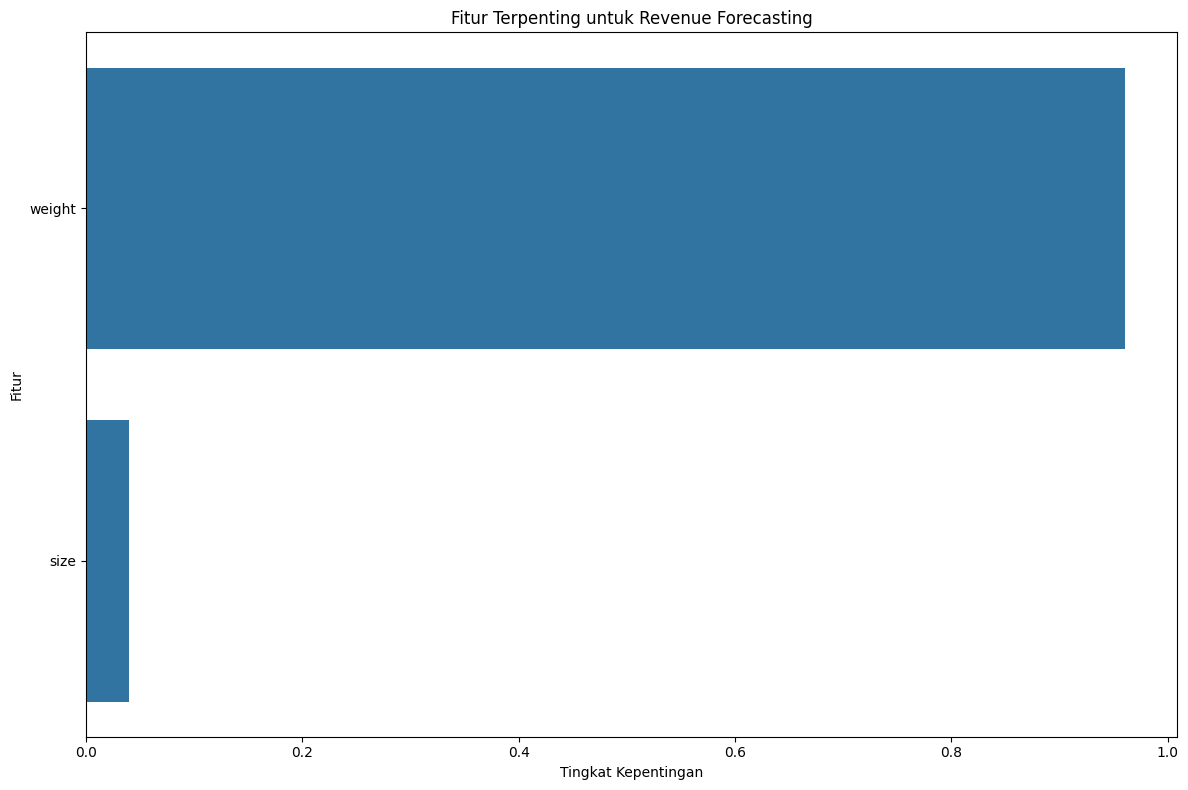 Fitur Terpenting untuk Revenue Forecasting
weight
size
Fitur
0.0 0.2 0.4 0.6 0.8 1.0
Tingkat Kepentingan